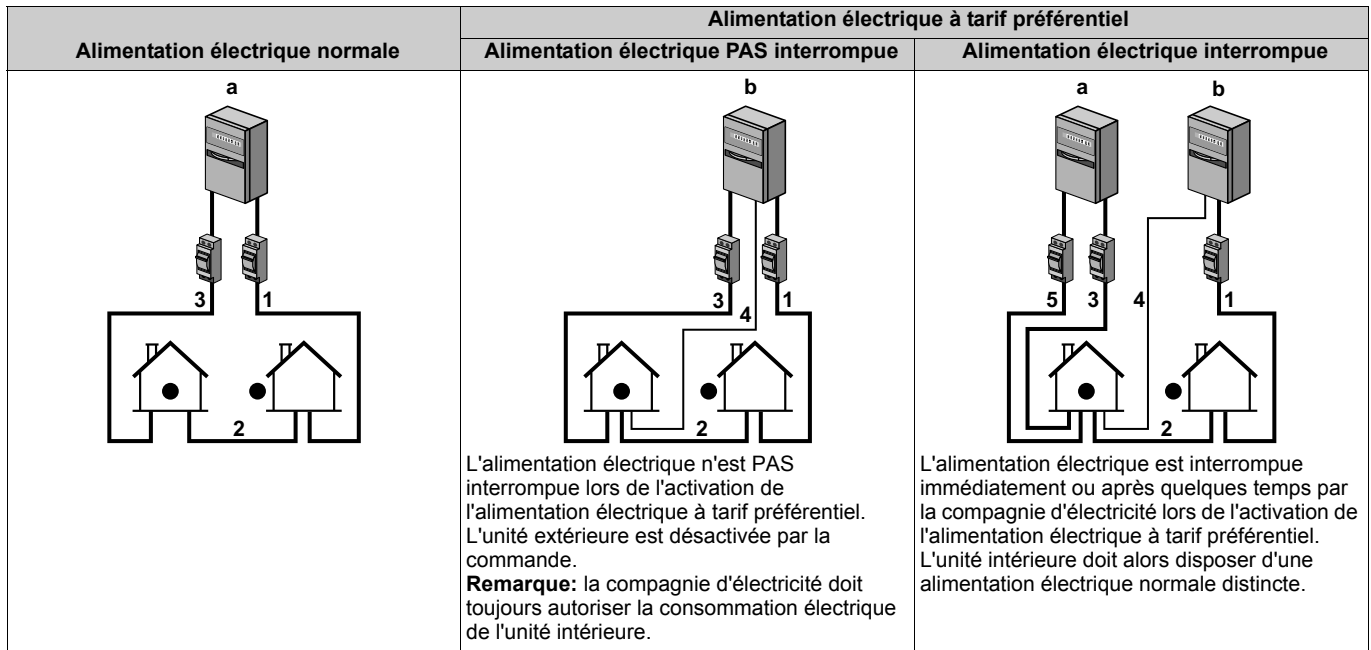 Alimentation électrique normale
Alimentation électrique à tarif préférentiel
Alimentation électrique PAS interrompue
Alimentation électrique interrompue
a
3 1
2
b
3 4 1
2
L'alimentation électrique n'est PAS
interrompue lors de l'activation de
l'alimentation électrique à tarif préférentiel.
L'unité extérieure est désactivée par la
commande.
Remarque: la compagnie d'électricité doit
toujours autoriser la consommation électrique
de l'unité intérieure.
a b
5 3 4 1
2
L'alimentation électrique est interrompue
immédiatement ou après quelques temps par
la compagnie d'électricité lors de l'activation de
l'alimentation électrique à tarif préférentiel.
L'unité intérieure doit alors disposer d'une
alimentation électrique normale distincte.